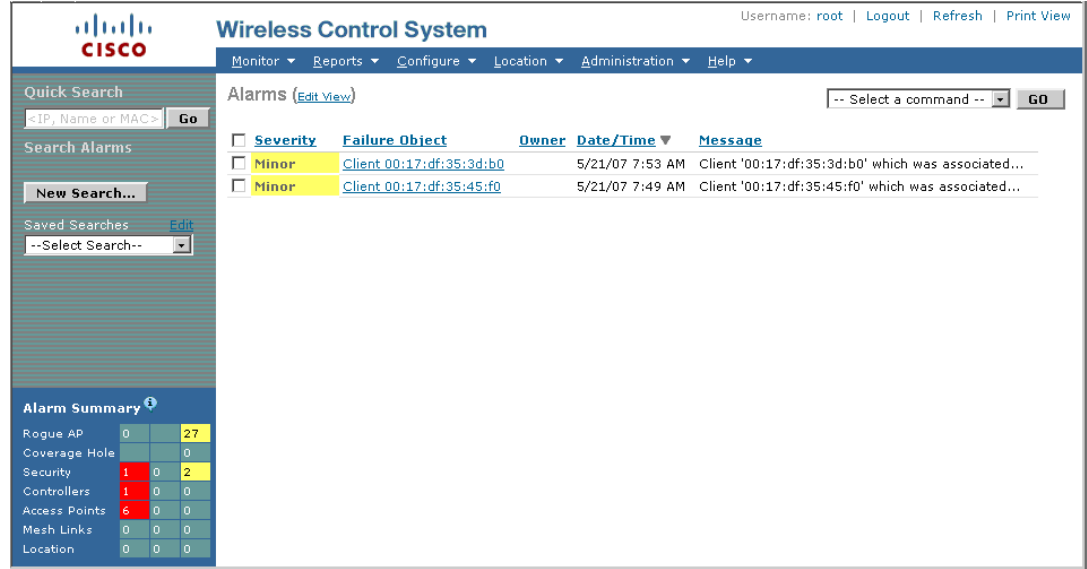 CISCO
Wireless Control System
Username: root | Logout | Refresh | Print View
Monitor Reports Configure Location Administration Help
Quick Search
<IP, Name or MAC> Go
Search Alarms
New Search...
Saved Searches Edit
--Select Search--
Alarms (Edit View)
-- Select a command -- GO
Severity Failure Object Owner Date/Time Message
Minor Client 00:17:df:35:3d:b0 5/21/07 7:53 AM Client '00:17:df:35:3d:b0' which was associated...
Minor Client 00:17:df:35:45:f0 5/21/07 7:49 AM Client '00:17:df:35:45:f0' which was associated...
Alarm Summary
Rogue AP 0 27
Coverage Hole 0
Security 1 0 2
Controllers 1 0 0
Access Points 6 0 0
Mesh Links 0 0 0
Location 0 0 0